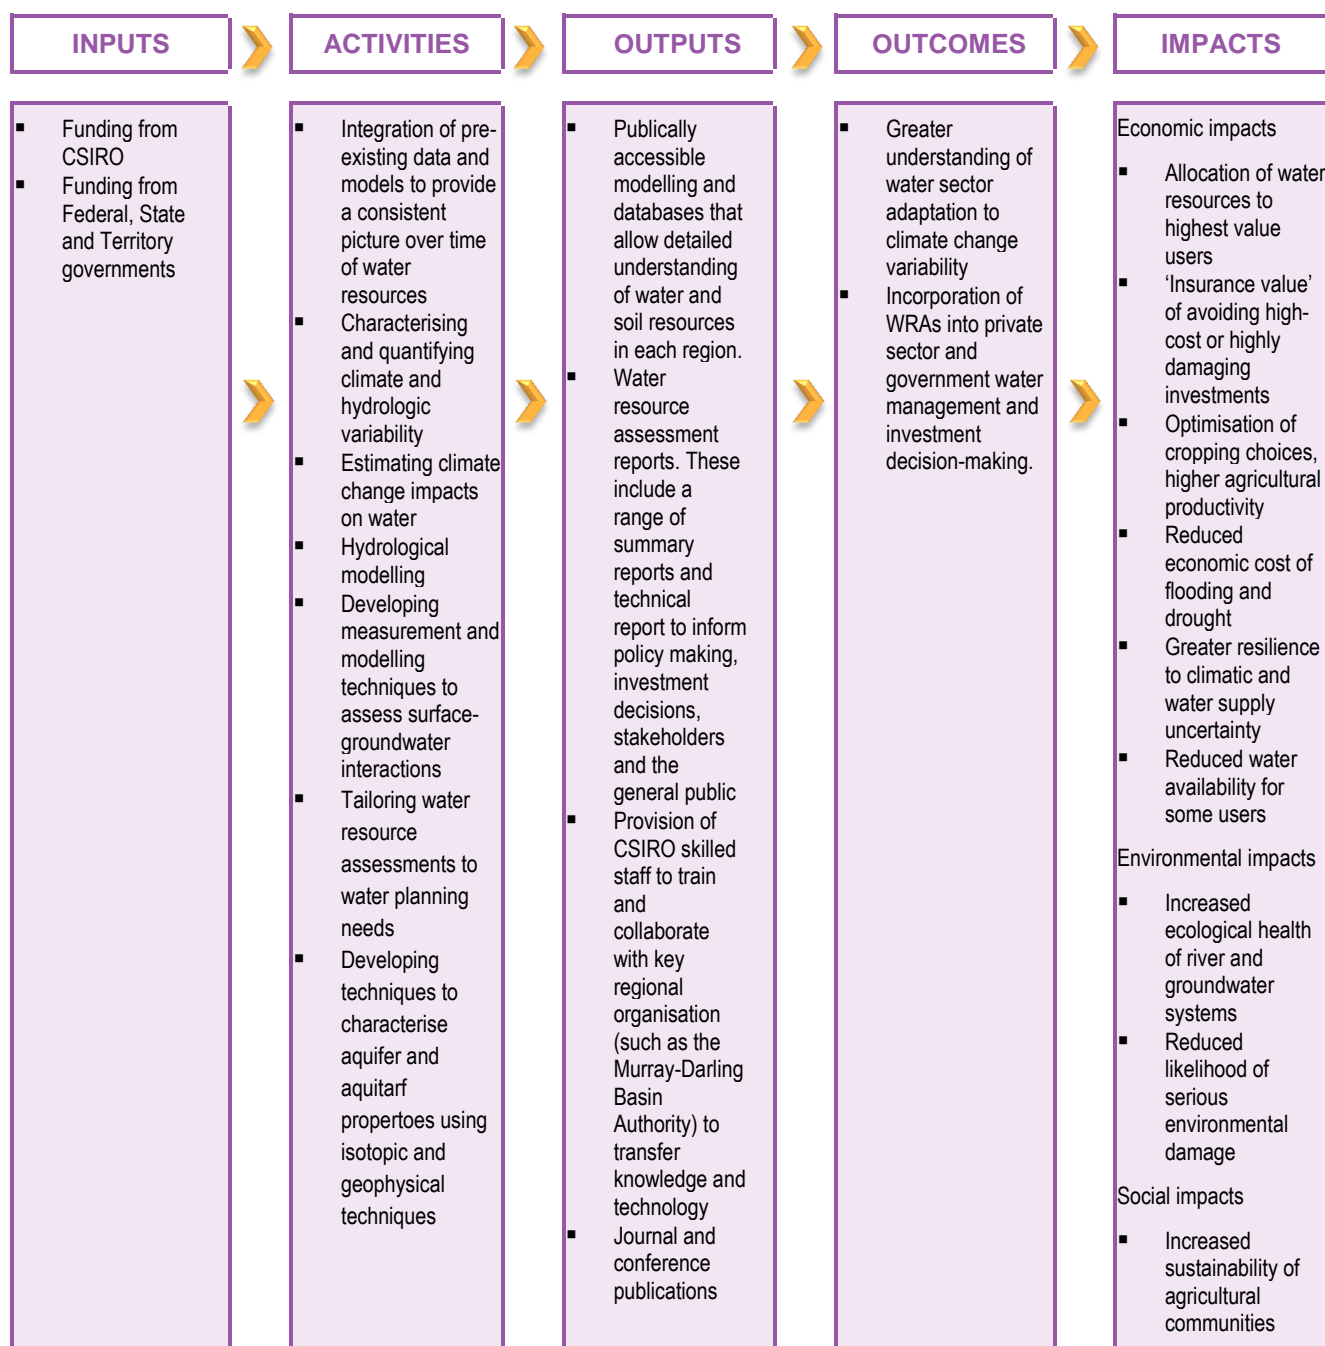 INPUTS
ACTIVITIES
OUTPUTS
OUTCOMES
IMPACTS
▪ Funding from
CSIRO
▪ Funding from
Federal, State
and Territory
governments
▪ Integration of pre-
existing data and
models to provide
a consistent
picture over time
of water
resources
▪ Characterising
and quantifying
climate and
hydrologic
variability
▪ Estimating climate
change impacts
on water
▪ Hydrological
modelling
▪ Developing
measurement and
modelling
techniques to
assess surface-
groundwater
interactions
▪ Tailoring water
resource
assessments to
water planning
needs
▪ Developing
techniques to
characterise
aquifer and
aquitarf
propertoes using
isotopic and
geophysical
techniques
▪ Publically
accessible
modelling and
databases that
allow detailed
understanding
of water and
soil resources
in each region.
▪ Water
resource
assessment
reports. These
include a
range of
summary
reports and
technical
report to inform
policy making,
investment
decisions,
stakeholders
and the
general public
▪ Provision of
CSIRO skilled
staff to train
and
collaborate
with key
regional
organisation
(such as the
Murray-Darling
Basin
Authority) to
transfer
knowledge and
technology
▪ Journal and
conference
publications
▪ Greater
understanding of
water sector
adaptation to
climate change
variability
▪ Incorporation of
WRAs into private
sector and
government water
management and
investment
decision-making.
Economic impacts
▪ Allocation of water
resources to
highest value
users
▪ ‘Insurance value’
of avoiding high-
cost or highly
damaging
investments
▪ Optimisation of
cropping choices,
higher agricultural
productivity
▪ Reduced
economic cost of
flooding and
drought
▪ Greater resilience
to climatic and
water supply
uncertainty
▪ Reduced water
availability for
some users
Environmental impacts
▪ Increased
ecological health
of river and
groundwater
systems
▪ Reduced
likelihood of
serious
environmental
damage
Social impacts
▪ Increased
sustainability of
agricultural
communities